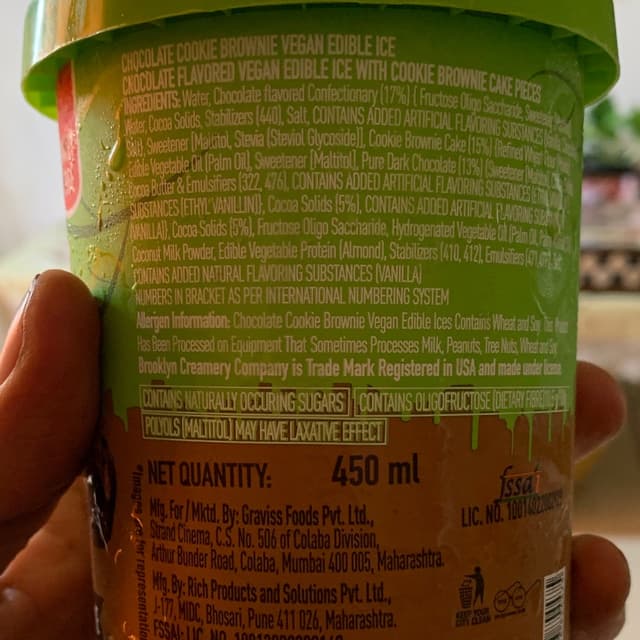 CHOCOLATE COOKIE BROWNIE VEGAN EDIBLE ICE
CHOCOLATE FLAVORED VEGAN EDIBLE ICE WITH COOKIE BROWNIE CAKE PIECES
INGREDIENTS: Water, Chocolate flavored Confectionary (17%) ( Fructose Oligo Saccharide,
Water, Cocoa Solids, Stabilizers (440), Salt, CONTAINS ADDED ARTIFICIAL FLAVORING SUBSTANCES
Sweetener [Maltitol, Stevia (Steviol Glycoside)], Cookie Brownie Cake (15%)
Edible Vegetable Oil (Palm Oil), Sweetener (Maltitol), Pure Dark Chocolate (13%)
Cocoa Butter & Emulsifiers (322, 476), CONTAINS ADDED ARTIFICIAL FLAVORING SUBSTANCES
SUBSTANCES (ETHYL VANILLIN)], Cocoa Solids (5%), CONTAINS ADDED ARTIFICIAL FLAVORING
Cocoa Solids (5%), Fructose Oligo Saccharide, Hydrogenated Vegetable Oil (Palm
Coconut Milk Powder, Edible Vegetable Protein (Almond), Stabilizers (410, 412), Emulsifiers
CONTAINS ADDED NATURAL FLAVORING SUBSTANCES (VANILLA)
NUMBERS IN BRACKET AS PER INTERNATIONAL NUMBERING SYSTEM
Allergen Information: Chocolate Cookie Brownie Vegan Edible Ices Contains Wheat and Soy,
Has Been Processed on Equipment That Sometimes Processes Milk, Peanuts, Tree Nuts, Wheat and Soy
Brooklyn Creamery Company is Trade Mark Registered in USA and made under license
CONTAINS NATURALLY OCCURING SUGARS CONTAINS OLIGOFRUCTOSE (DIETARY
POLYOLS (MALTITOL) MAY HAVE LAXATIVE EFFECT
NET QUANTITY: 450 ml
fssai
LIC. NO.
Mfg. For / Mktd. By: Graviss Foods Pvt. Ltd.,
Strand Cinema, C.S. No. 506 of Colaba Division,
Arthur Bunder Road, Colaba, Mumbai 400 005, Maharashtra.
Mfg. By: Rich Products and Solutions Pvt. Ltd.,
J-177, MIDC, Bhosari, Pune 411 026, Maharashtra.
FSSAI: LIC. NO.
KEEP YOUR
CITY CLEAN